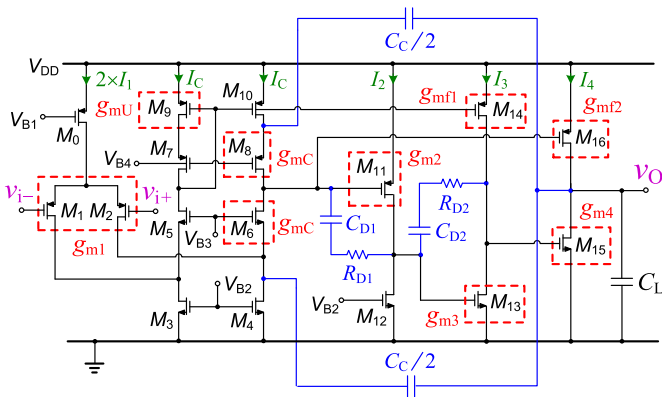 C_C/2
V_DD
2×I_1
I_C
I_C
I_2
I_3
I_4
g_mU
M_9
M_10
g_mf1
M_14
g_mf2
M_16
V_B1
M_0
M_7
M_8
g_mC
V_B4
M_11
g_m2
v_i−
v_i+
M_1
M_2
g_m1
M_5
M_6
g_mC
V_B3
C_D1
R_D1
R_D2
C_D2
g_m4
M_15
v_O
C_L
V_B2
M_3
M_4
V_B2
M_12
M_13
g_m3
C_C/2